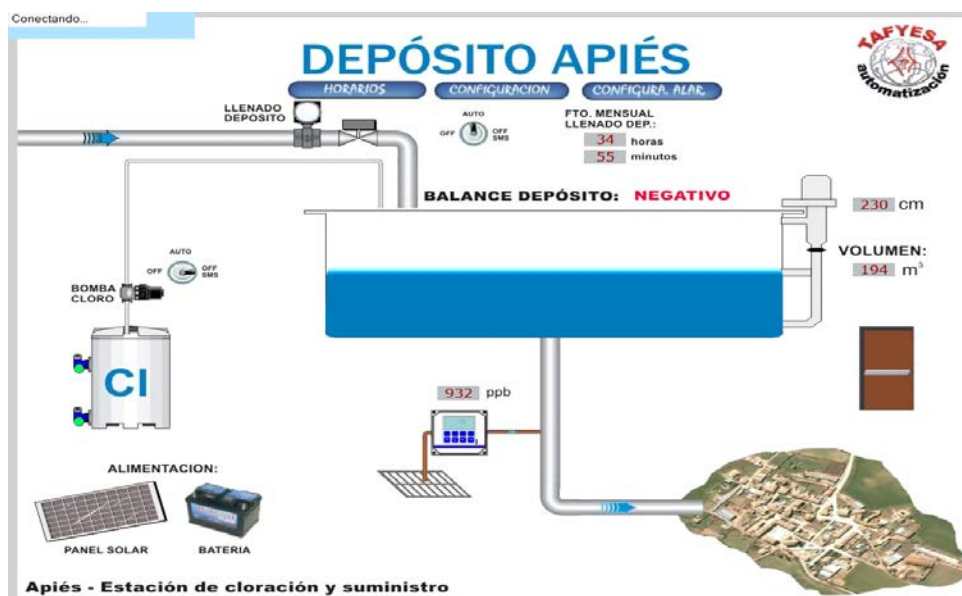 Conectando...
DEPÓSITO APIÉS
TAFYESA
automatización
HORARIOS
CONFIGURACION
CONFIGURA. ALAR.
LLENADO
DEPOSITO
AUTO
OFF
OFF
SMS
FTO. MENSUAL
LLENADO DEP.:
34 horas
55 minutos
BALANCE DEPÓSITO: NEGATIVO
230 cm
VOLUMEN:
194 m³
AUTO
OFF
OFF
SMS
BOMBA
CLORO
Cl
932 ppb
ALIMENTACION:
PANEL SOLAR
BATERIA
Apiés - Estación de cloración y suministro